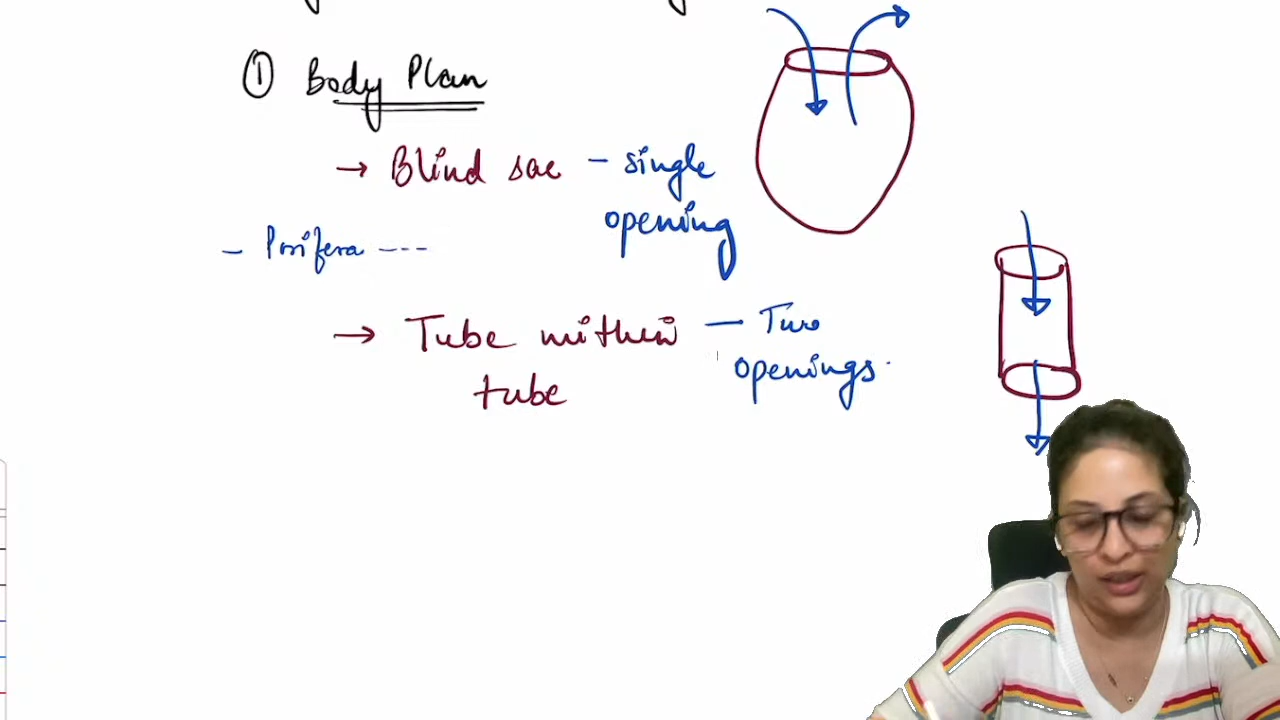 ① Body Plan
→ Blind sac – single
opening
– Porifera ---
→ Tube within — Two
tube openings.